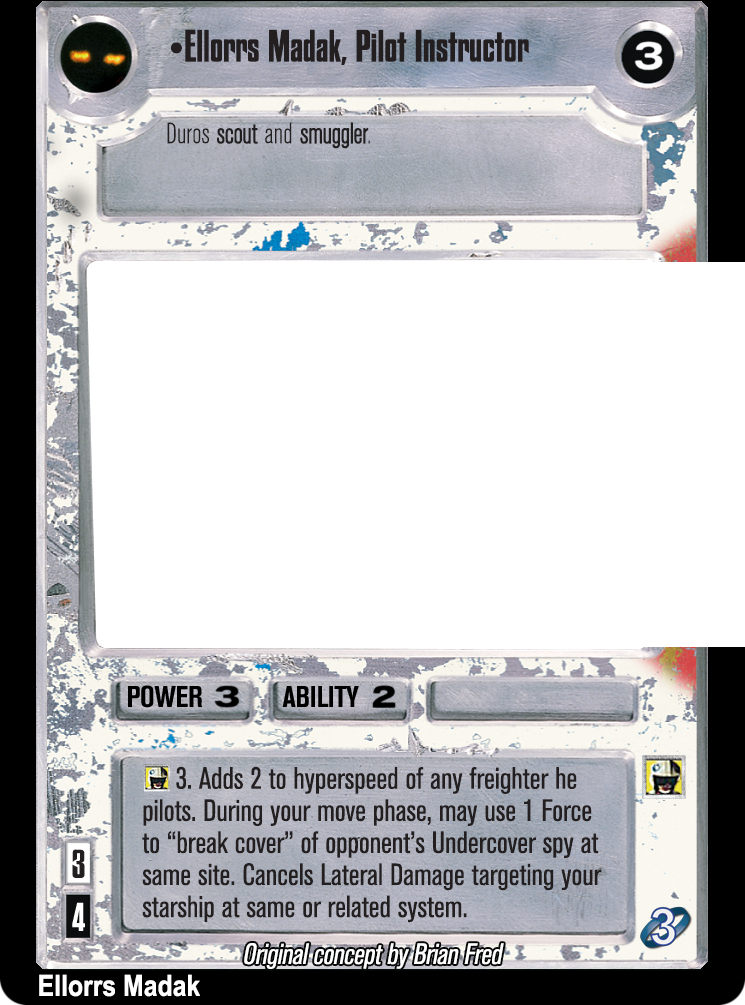 •Ellorrs Madak, Pilot Instructor
3
Duros scout and smuggler.
POWER 3
ABILITY 2
3. Adds 2 to hyperspeed of any freighter he
pilots. During your move phase, may use 1 Force
to “break cover” of opponent’s Undercover spy at
same site. Cancels Lateral Damage targeting your
starship at same or related system.
3
4
3
Original concept by Brian Fred
Ellorrs Madak